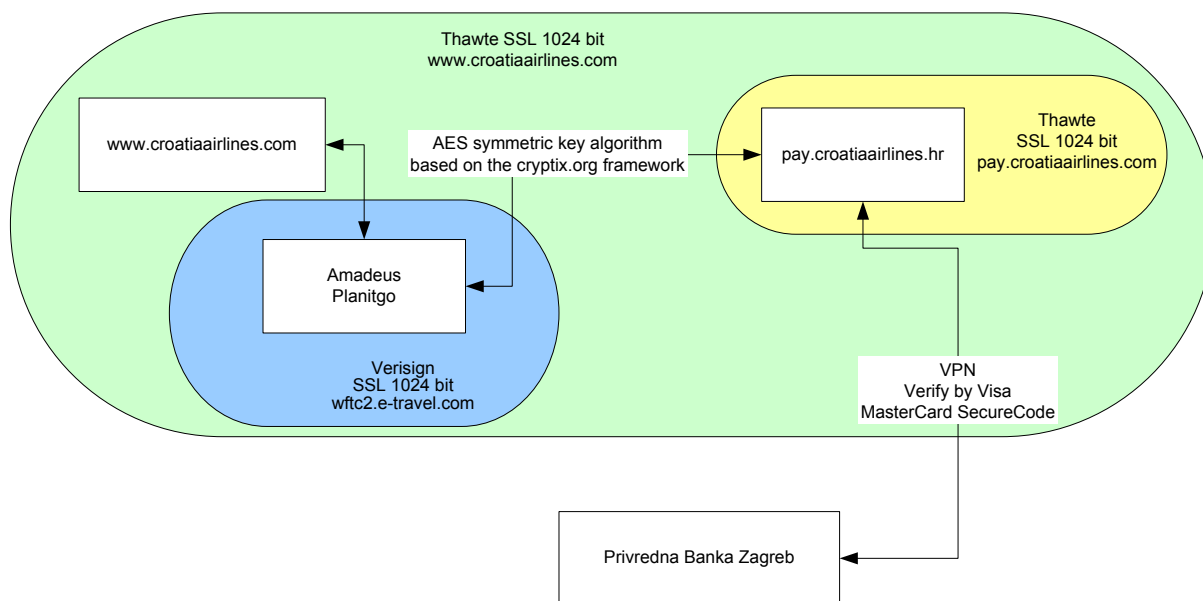 Thawte SSL 1024 bit
www.croatiaairlines.com
www.croatiaairlines.com
AES symmetric key algorithm
based on the cryptix.org framework
pay.croatiaairlines.hr
Thawte
SSL 1024 bit
pay.croatiaairlines.com
Amadeus
Planitgo
Verisign
SSL 1024 bit
wftc2.e-travel.com
VPN
Verify by Visa
MasterCard SecureCode
Privredna Banka Zagreb